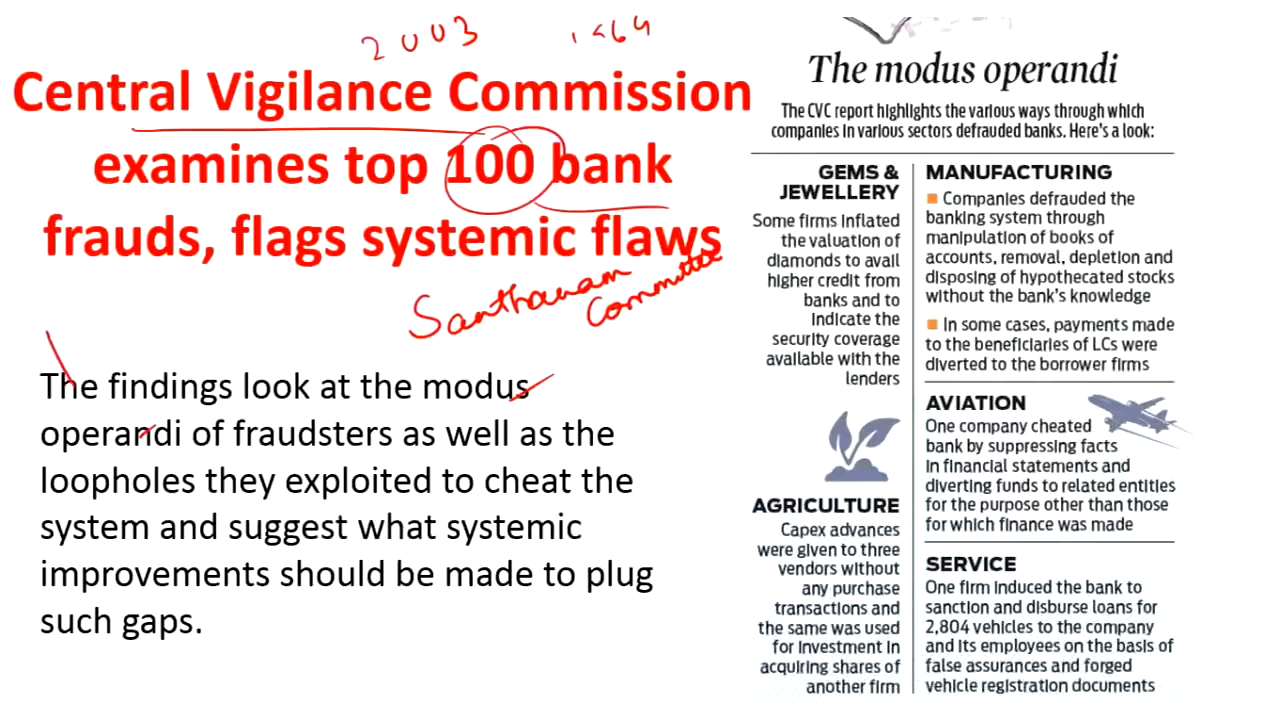 2003 1964
Central Vigilance Commission
examines top 100 bank
frauds, flags systemic flaws
Santhanam
Committee
The findings look at the modus
operandi of fraudsters as well as the
loopholes they exploited to cheat the
system and suggest what systemic
improvements should be made to plug
such gaps.
The modus operandi
The CVC report highlights the various ways through which
companies in various sectors defrauded banks. Here's a look:
GEMS &
JEWELLERY
Some firms inflated
the valuation of
diamonds to avail
higher credit from
banks and to
indicate the
security coverage
available with the
lenders
AGRICULTURE
Capex advances
were given to three
vendors without
any purchase
transactions and
the same was used
for investment in
acquiring shares of
another firm
MANUFACTURING
Companies defrauded the
banking system through
manipulation of books of
accounts, removal, depletion and
disposing of hypothecated stocks
without the bank's knowledge
In some cases, payments made
to the beneficiaries of LCs were
diverted to the borrower firms
AVIATION
One company cheated
bank by suppressing facts
in financial statements and
diverting funds to related entities
for the purpose other than those
for which finance was made
SERVICE
One firm induced the bank to
sanction and disburse loans for
2,804 vehicles to the company
and its employees on the basis of
false assurances and forged
vehicle registration documents